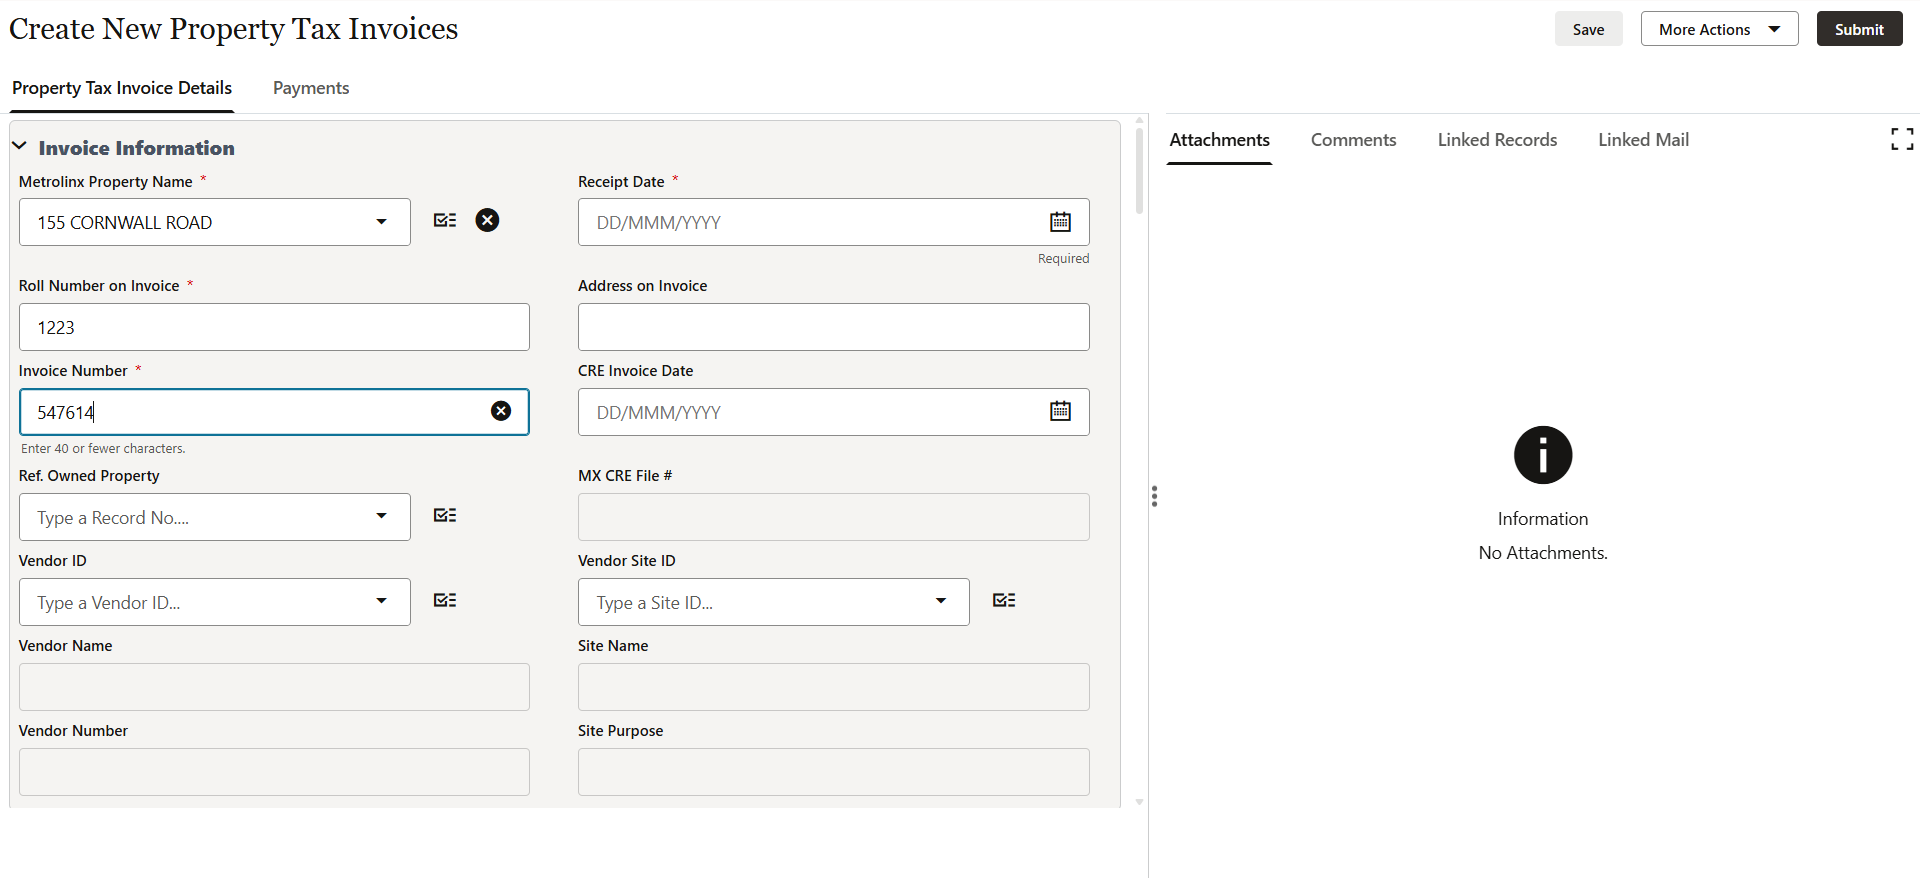 Create New Property Tax Invoices
Save
More Actions
Submit
Property Tax Invoice Details
Payments
Invoice Information
Metrolinx Property Name *
Receipt Date *
155 CORNWALL ROAD
DD/MMM/YYYY
Required
Roll Number on Invoice *
Address on Invoice
1223
Invoice Number *
CRE Invoice Date
547614
DD/MMM/YYYY
Enter 40 or fewer characters.
Ref. Owned Property
MX CRE File #
Type a Record No....
Vendor ID
Vendor Site ID
Type a Vendor ID...
Type a Site ID...
Vendor Name
Site Name
Vendor Number
Site Purpose
Attachments
Comments
Linked Records
Linked Mail
Information
No Attachments.